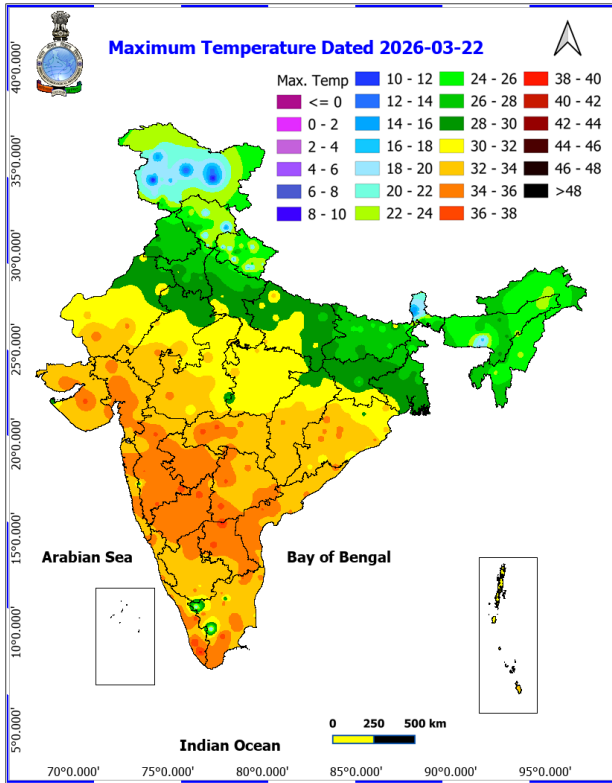 Maximum Temperature Dated 2026-03-22
Max. Temp
<= 0
0 - 2
2 - 4
4 - 6
6 - 8
8 - 10
10 - 12
12 - 14
14 - 16
16 - 18
18 - 20
20 - 22
22 - 24
24 - 26
26 - 28
28 - 30
30 - 32
32 - 34
34 - 36
36 - 38
38 - 40
40 - 42
42 - 44
44 - 46
46 - 48
>48
40°0.000'
35°0.000'
30°0.000'
25°0.000'
20°0.000'
15°0.000'
10°0.000'
5°0.000'
Arabian Sea
Bay of Bengal
Indian Ocean
0 250 500 km
70°0.000' 75°0.000' 80°0.000' 85°0.000' 90°0.000' 95°0.000'